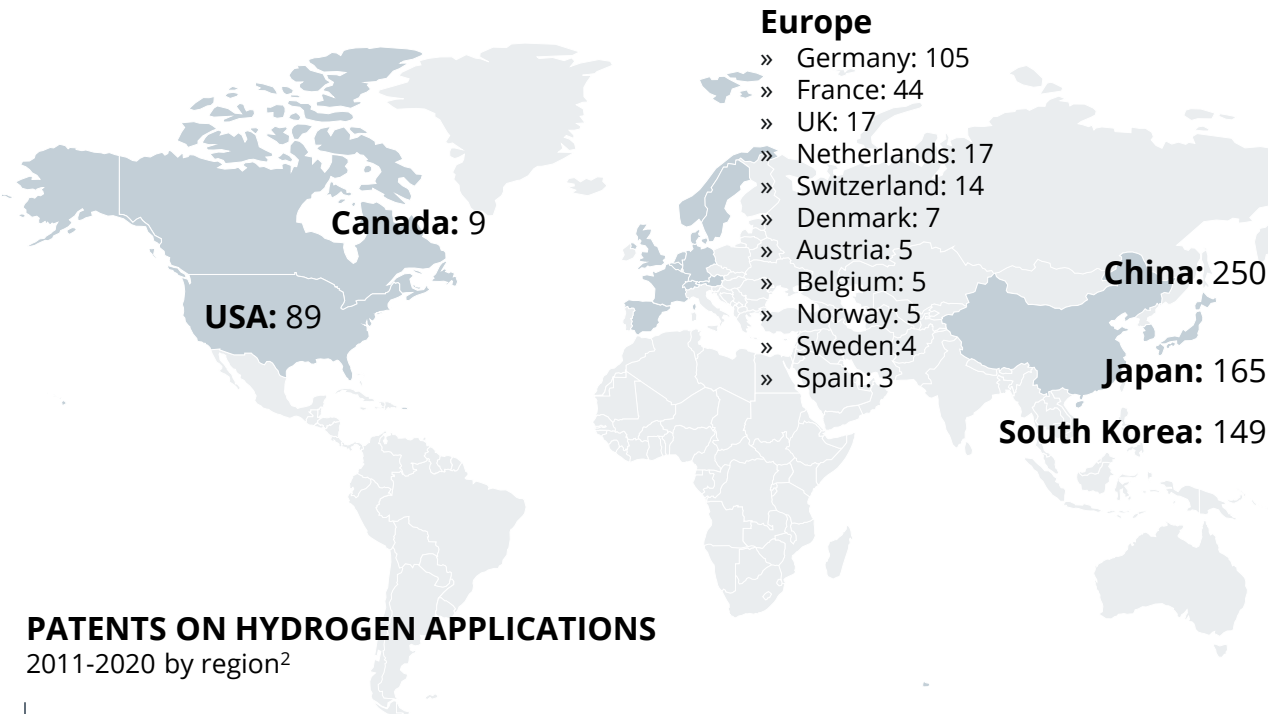 Europe
» Germany: 105
» France: 44
» UK: 17
» Netherlands: 17
» Switzerland: 14
» Denmark: 7
» Austria: 5
» Belgium: 5
» Norway: 5
» Sweden:4
» Spain: 3
Canada: 9
USA: 89
China: 250
Japan: 165
South Korea: 149
PATENTS ON HYDROGEN APPLICATIONS
2011-2020 by region²